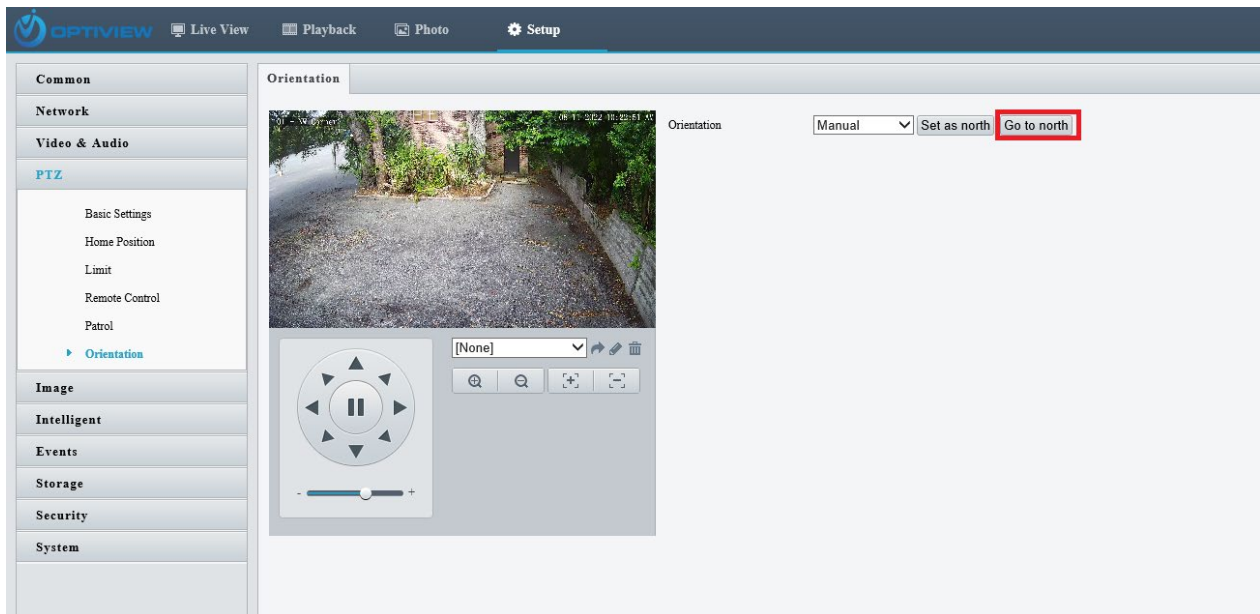 OPTIVIEW
Live View
Playback
Photo
Setup
Common
Network
Video & Audio
PTZ
Basic Settings
Home Position
Limit
Remote Control
Patrol
Orientation
Image
Intelligent
Events
Storage
Security
System
Orientation
Orientation
Manual
Set as north
Go to north
[None]
- +